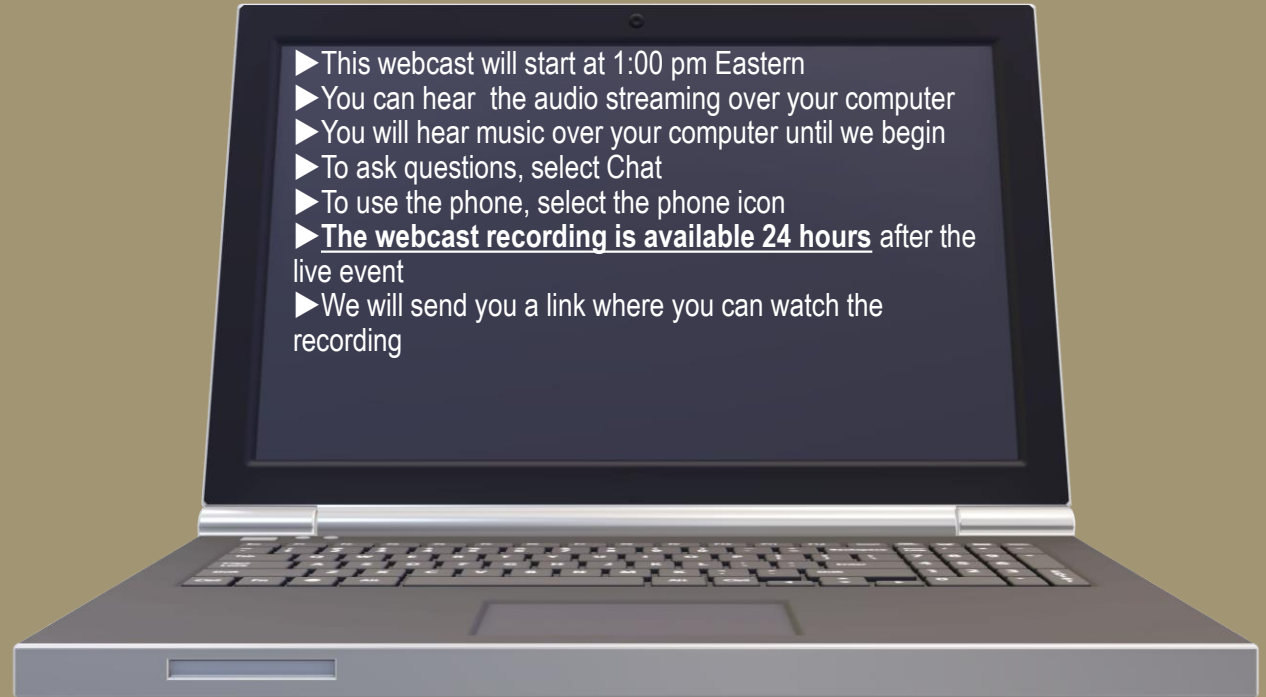 ▶This webcast will start at 1:00 pm Eastern
▶You can hear  the audio streaming over your computer
▶You will hear music over your computer until we begin
▶To ask questions, select Chat
▶To use the phone, select the phone icon
▶The webcast recording is available 24 hours after the
live event
▶We will send you a link where you can watch the
recording